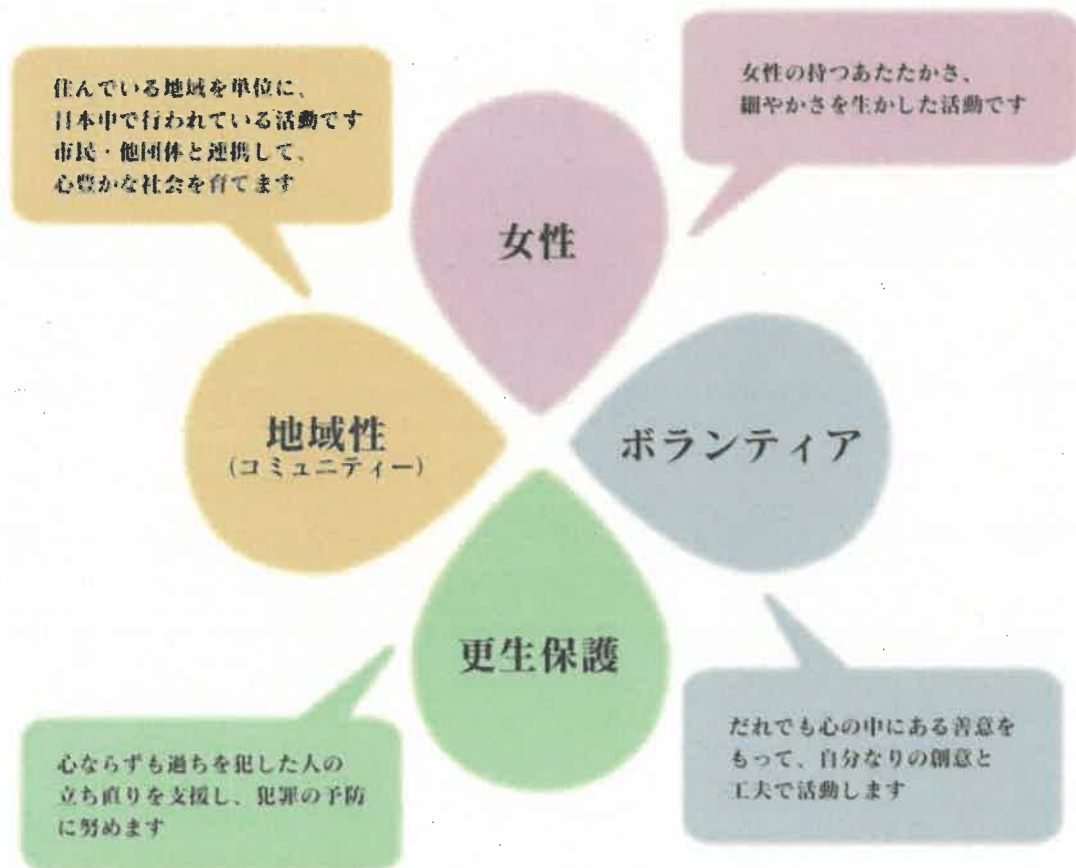 住んでいる地域を単位に、
日本中で行われている活動です
市民・他団体と連携して、
心豊かな社会を育てます
女性の持つあたたかさ、
細やかさを生かした活動です
女性
地域性
(コミュニティー)
ボランティア
更生保護
心ならずも過ちを犯した人の
立ち直りを支援し、犯罪の予防
に努めます
だれでも心の中にある善意を
もって、自分なりの創意と
工夫で活動します